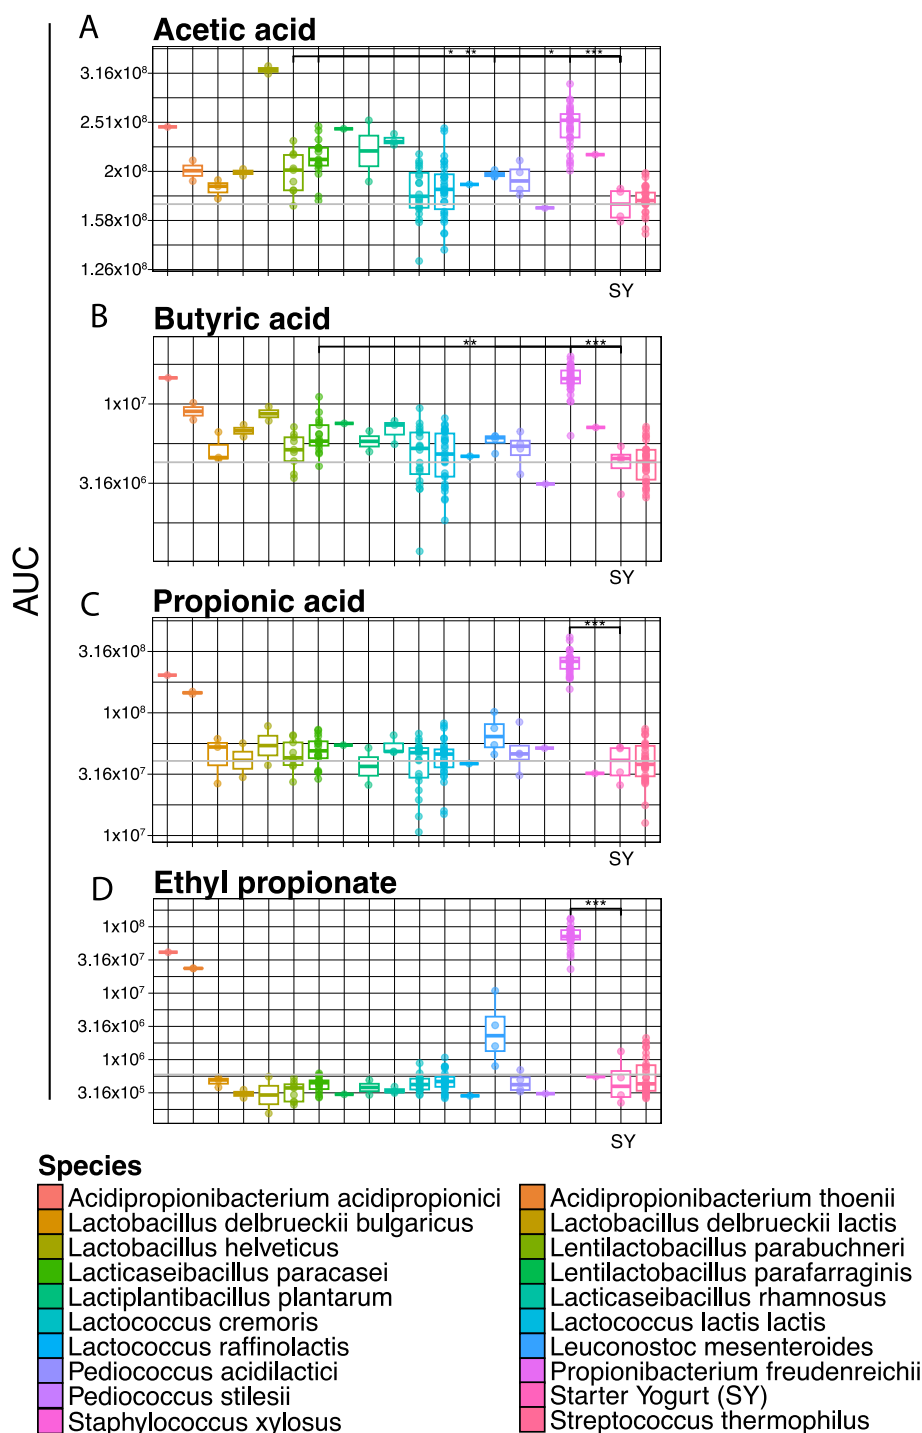 A Acetic acid
* ** * ***
3.16x10⁸
2.51x10⁸
2x10⁸
1.58x10⁸
1.26x10⁸
SY
B Butyric acid
** ***
1x10⁷
3.16x10⁶
SY
AUC
C Propionic acid
***
3.16x10⁸
1x10⁸
3.16x10⁷
1x10⁷
SY
D Ethyl propionate
***
1x10⁸
3.16x10⁷
1x10⁷
3.16x10⁶
1x10⁶
3.16x10⁵
SY
Species
Acidipropionibacterium acidipropionici Acidipropionibacterium thoenii
Lactobacillus delbrueckii bulgaricus Lactobacillus delbrueckii lactis
Lactobacillus helveticus Lentilactobacillus parabuchneri
Lacticaseibacillus paracasei Lentilactobacillus parafarraginis
Lactiplantibacillus plantarum Lacticaseibacillus rhamnosus
Lactococcus cremoris Lactococcus lactis lactis
Lactococcus raffinolactis Leuconostoc mesenteroides
Pediococcus acidilactici Propionibacterium freudenreichii
Pediococcus stilesii Starter Yogurt (SY)
Staphylococcus xylosus Streptococcus thermophilus